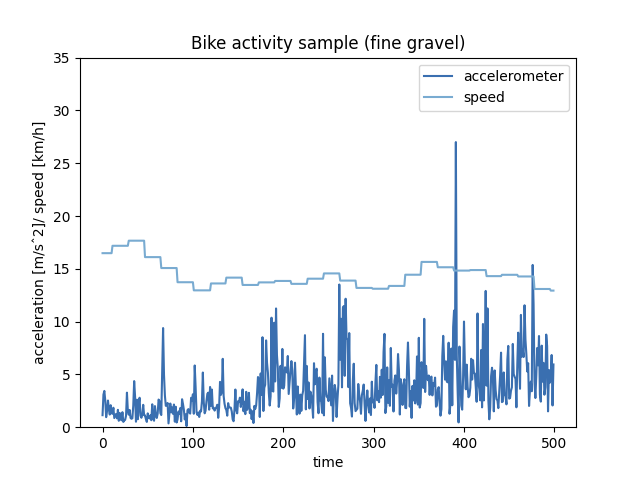 Bike activity sample (fine gravel)
accelerometer
speed
acceleration [m/sˆ2]/ speed [km/h]
35
30
25
20
15
10
5
0
0 100 200 300 400 500
time